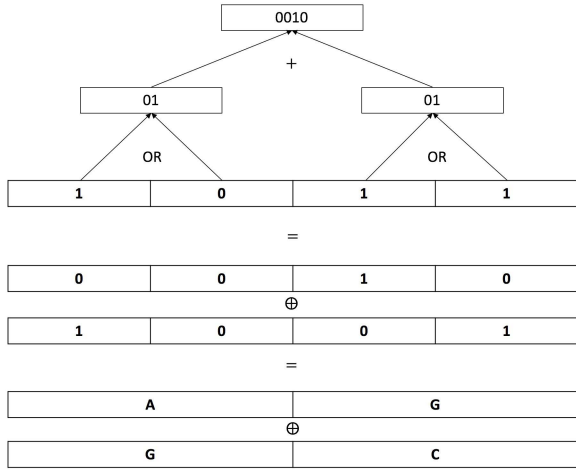 0010
+
01 01
OR OR
1 0 1 1
=
0 0 1 0
⊕
1 0 0 1
=
A G
⊕
G C